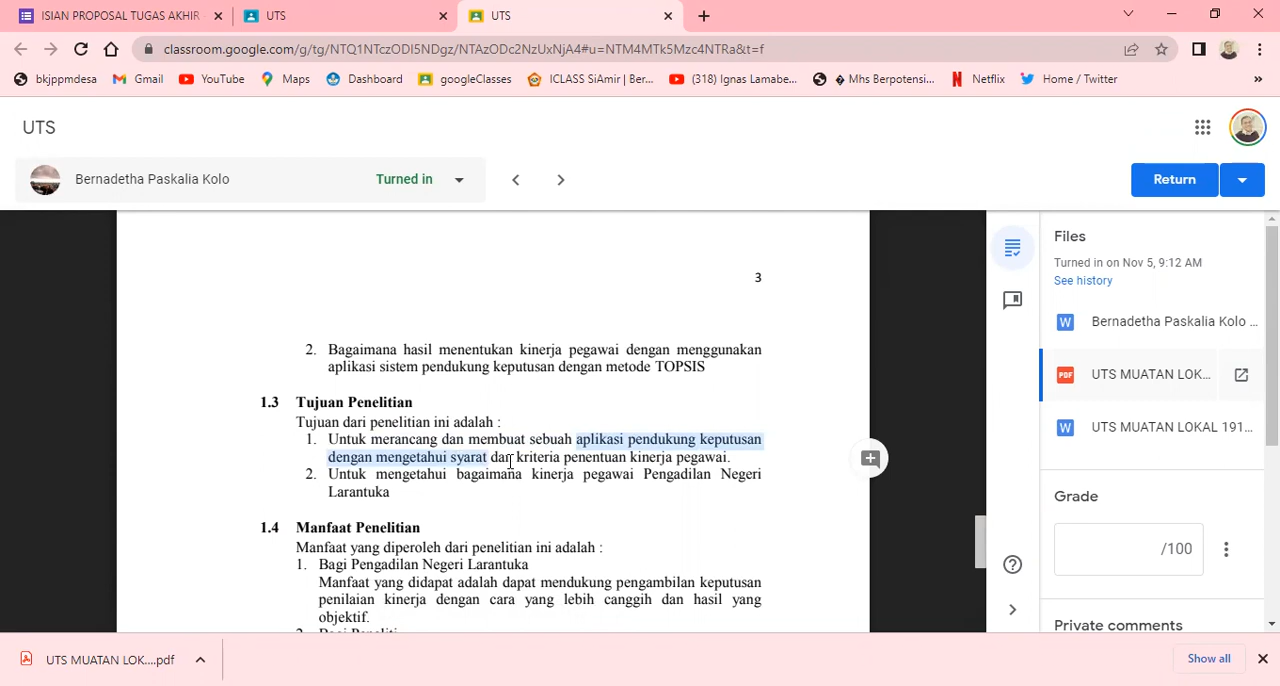 ISIAN PROPOSAL TUGAS AKHIR
UTS
UTS
classroom.google.com/g/tg/NTQ1NTczODI5NDgz/NTAzODc2NzUxNjA4#u=NTM4MTk5Mzc4NTRa&t=f
bkjppmdesa
Gmail
YouTube
Maps
Dashboard
googleClasses
ICLASS SiAmir | Ber...
(318) Ignas Lamabe...
� Mhs Berpotensi...
Netflix
Home / Twitter
»
UTS
Bernadetha Paskalia Kolo
Turned in
Return
3
2. Bagaimana hasil menentukan kinerja pegawai dengan menggunakan
aplikasi sistem pendukung keputusan dengan metode TOPSIS
1.3 Tujuan Penelitian
Tujuan dari penelitian ini adalah :
1. Untuk merancang dan membuat sebuah aplikasi pendukung keputusan
dengan mengetahui syarat dan kriteria penentuan kinerja pegawai.
2. Untuk mengetahui bagaimana kinerja pegawai Pengadilan Negeri
Larantuka
1.4 Manfaat Penelitian
Manfaat yang diperoleh dari penelitian ini adalah :
1. Bagi Pengadilan Negeri Larantuka
Manfaat yang didapat adalah dapat mendukung pengambilan keputusan
penilaian kinerja dengan cara yang lebih canggih dan hasil yang
objektif.
2. Bagi Peneliti
Files
Turned in on Nov 5, 9:12 AM
See history
Bernadetha Paskalia Kolo ...
PDF
UTS MUATAN LOK...
UTS MUATAN LOKAL 191...
Grade
/100
Private comments
UTS MUATAN LOK....pdf
Show all